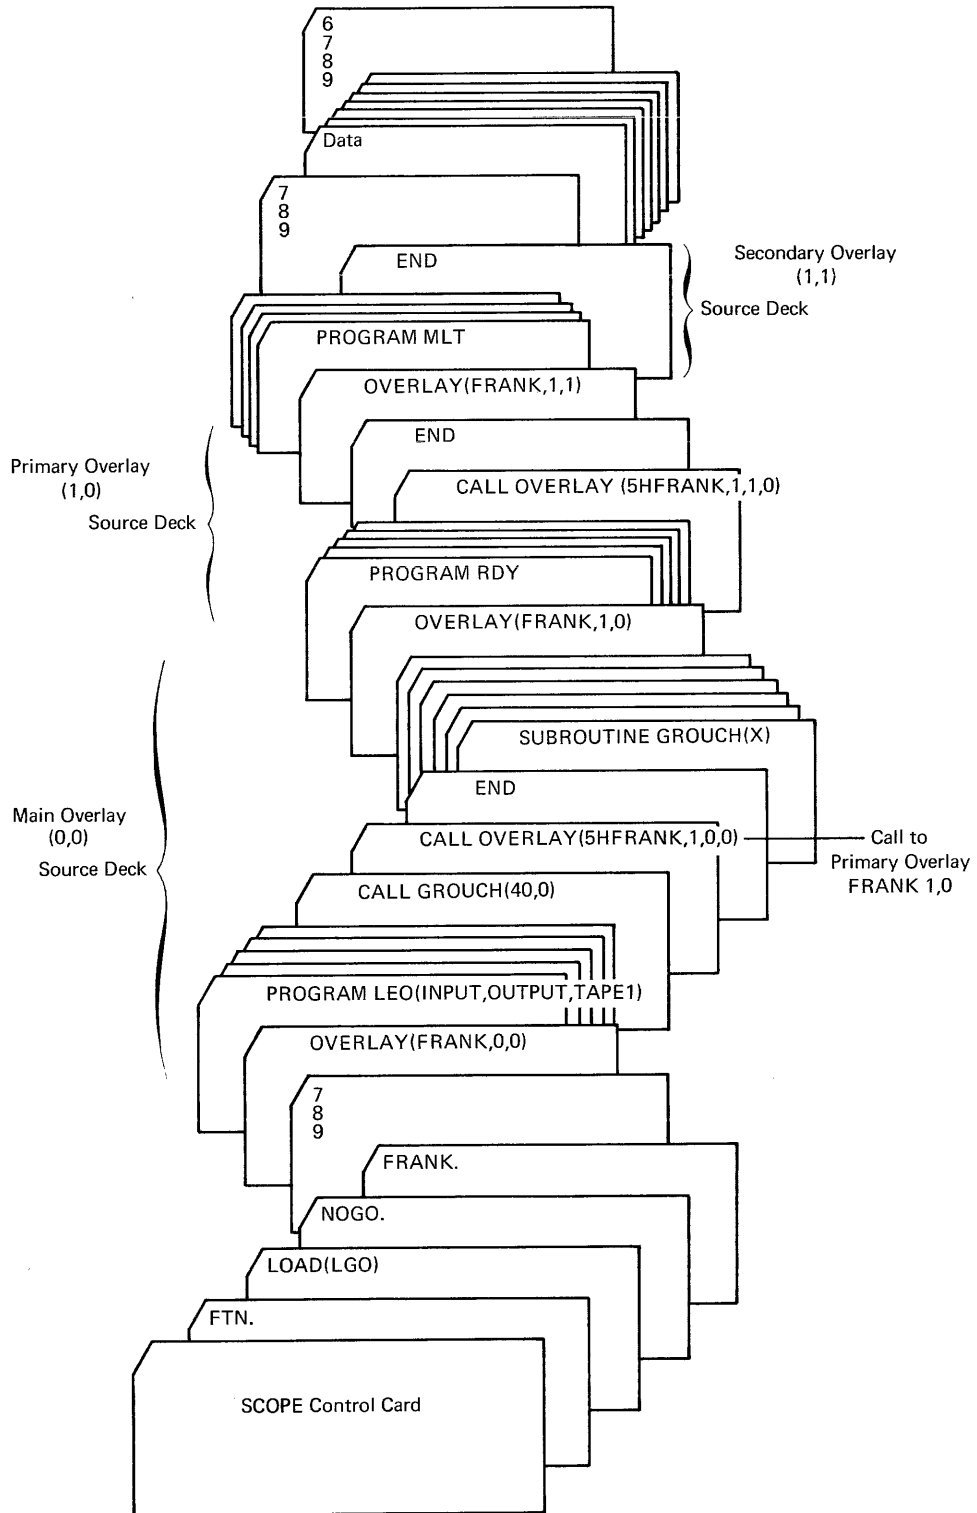 6
7
8
9
Data
7
8
9
END
Secondary Overlay
(1,1)
Source Deck
PROGRAM MLT
OVERLAY(FRANK,1,1)
END
Primary Overlay
(1,0)
Source Deck
CALL OVERLAY (5HFRANK,1,1,0)
PROGRAM RDY
OVERLAY(FRANK,1,0)
SUBROUTINE GROUCH(X)
END
Main Overlay
(0,0)
Source Deck
CALL OVERLAY(5HFRANK,1,0,0)
Call to
Primary Overlay
FRANK 1,0
CALL GROUCH(40,0)
PROGRAM LEO(INPUT,OUTPUT,TAPE1)
OVERLAY(FRANK,0,0)
7
8
9
FRANK.
NOGO.
LOAD(LGO)
FTN.
SCOPE Control Card